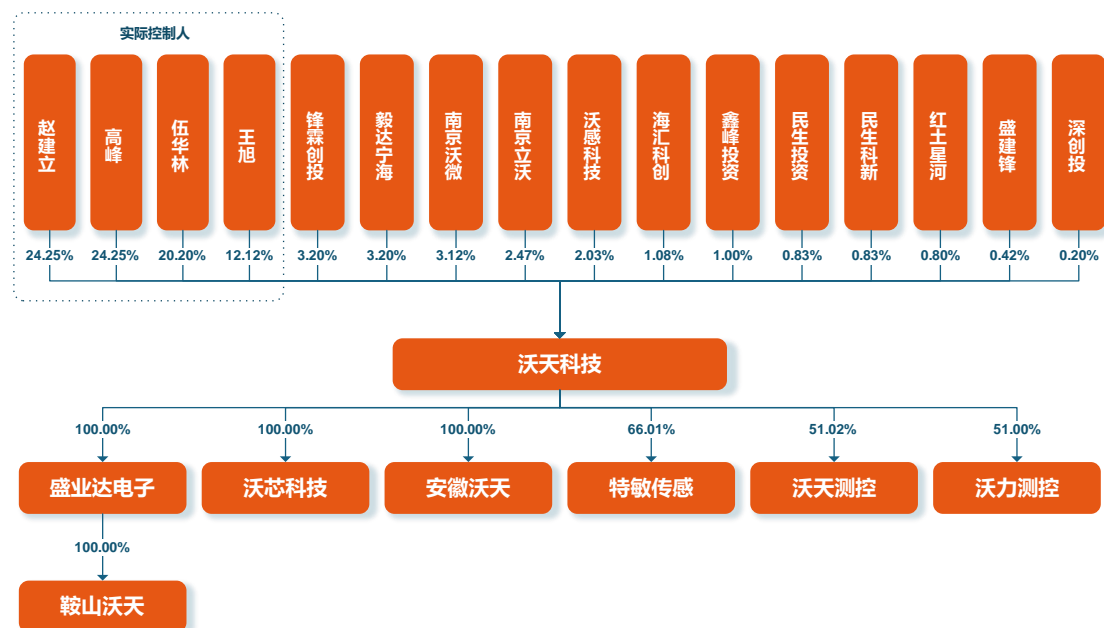 实际控制人
赵建立
高峰
伍华林
王旭
锋霖创投
毅达宁海
南京沃微
南京立沃
沃感科技
海汇科创
鑫峰投资
民生投资
民生科新
红土星河
盛建锋
深创投
24.25%
24.25%
20.20%
12.12%
3.20%
3.20%
3.12%
2.47%
2.03%
1.08%
1.00%
0.83%
0.83%
0.80%
0.42%
0.20%
沃天科技
100.00%
100.00%
100.00%
66.01%
51.02%
51.00%
盛业达电子
沃芯科技
安徽沃天
特敏传感
沃天测控
沃力测控
100.00%
鞍山沃天